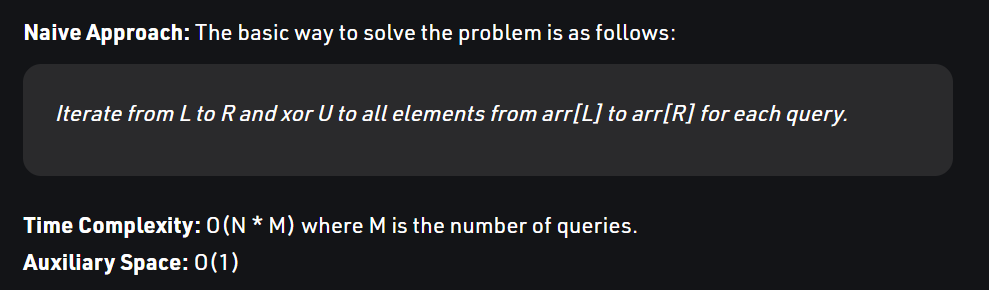 Naive Approach: The basic way to solve the problem is as follows:
Iterate from L to R and xor U to all elements from arr[L] to arr[R] for each query.
Time Complexity: O(N * M) where M is the number of queries.
Auxiliary Space: O(1)